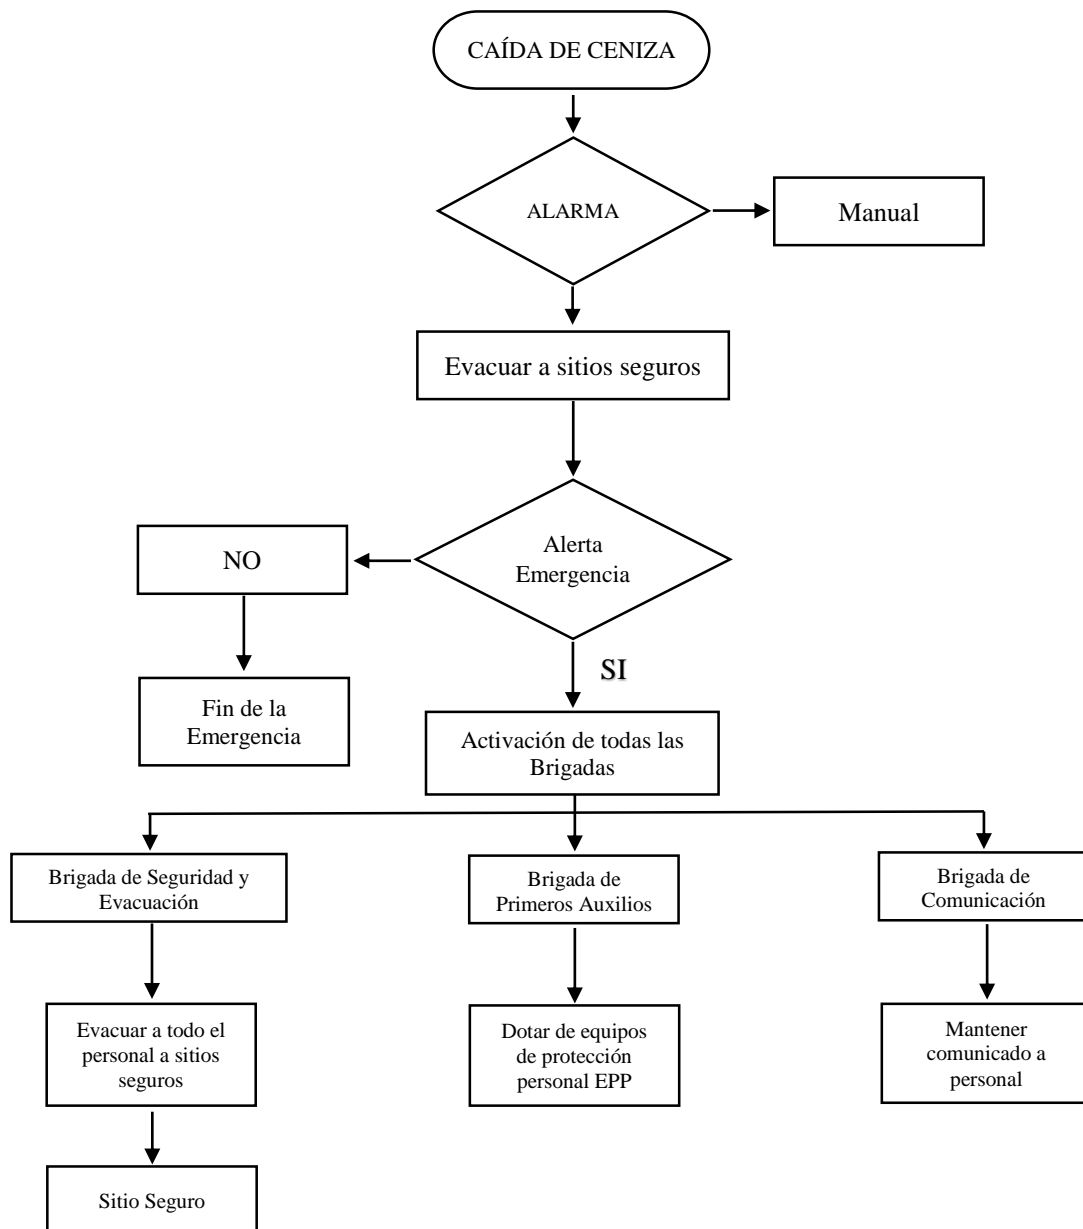 CAÍDA DE CENIZA
ALARMA
Manual
Evacuar a sitios seguros
Alerta
Emergencia
NO
SI
Fin de la
Emergencia
Activación de todas las
Brigadas
Brigada de Seguridad y
Evacuación
Brigada de
Primeros Auxilios
Brigada de
Comunicación
Evacuar a todo el
personal a sitios
seguros
Dotar de equipos
de protección
personal EPP
Mantener
comunicado a
personal
Sitio Seguro